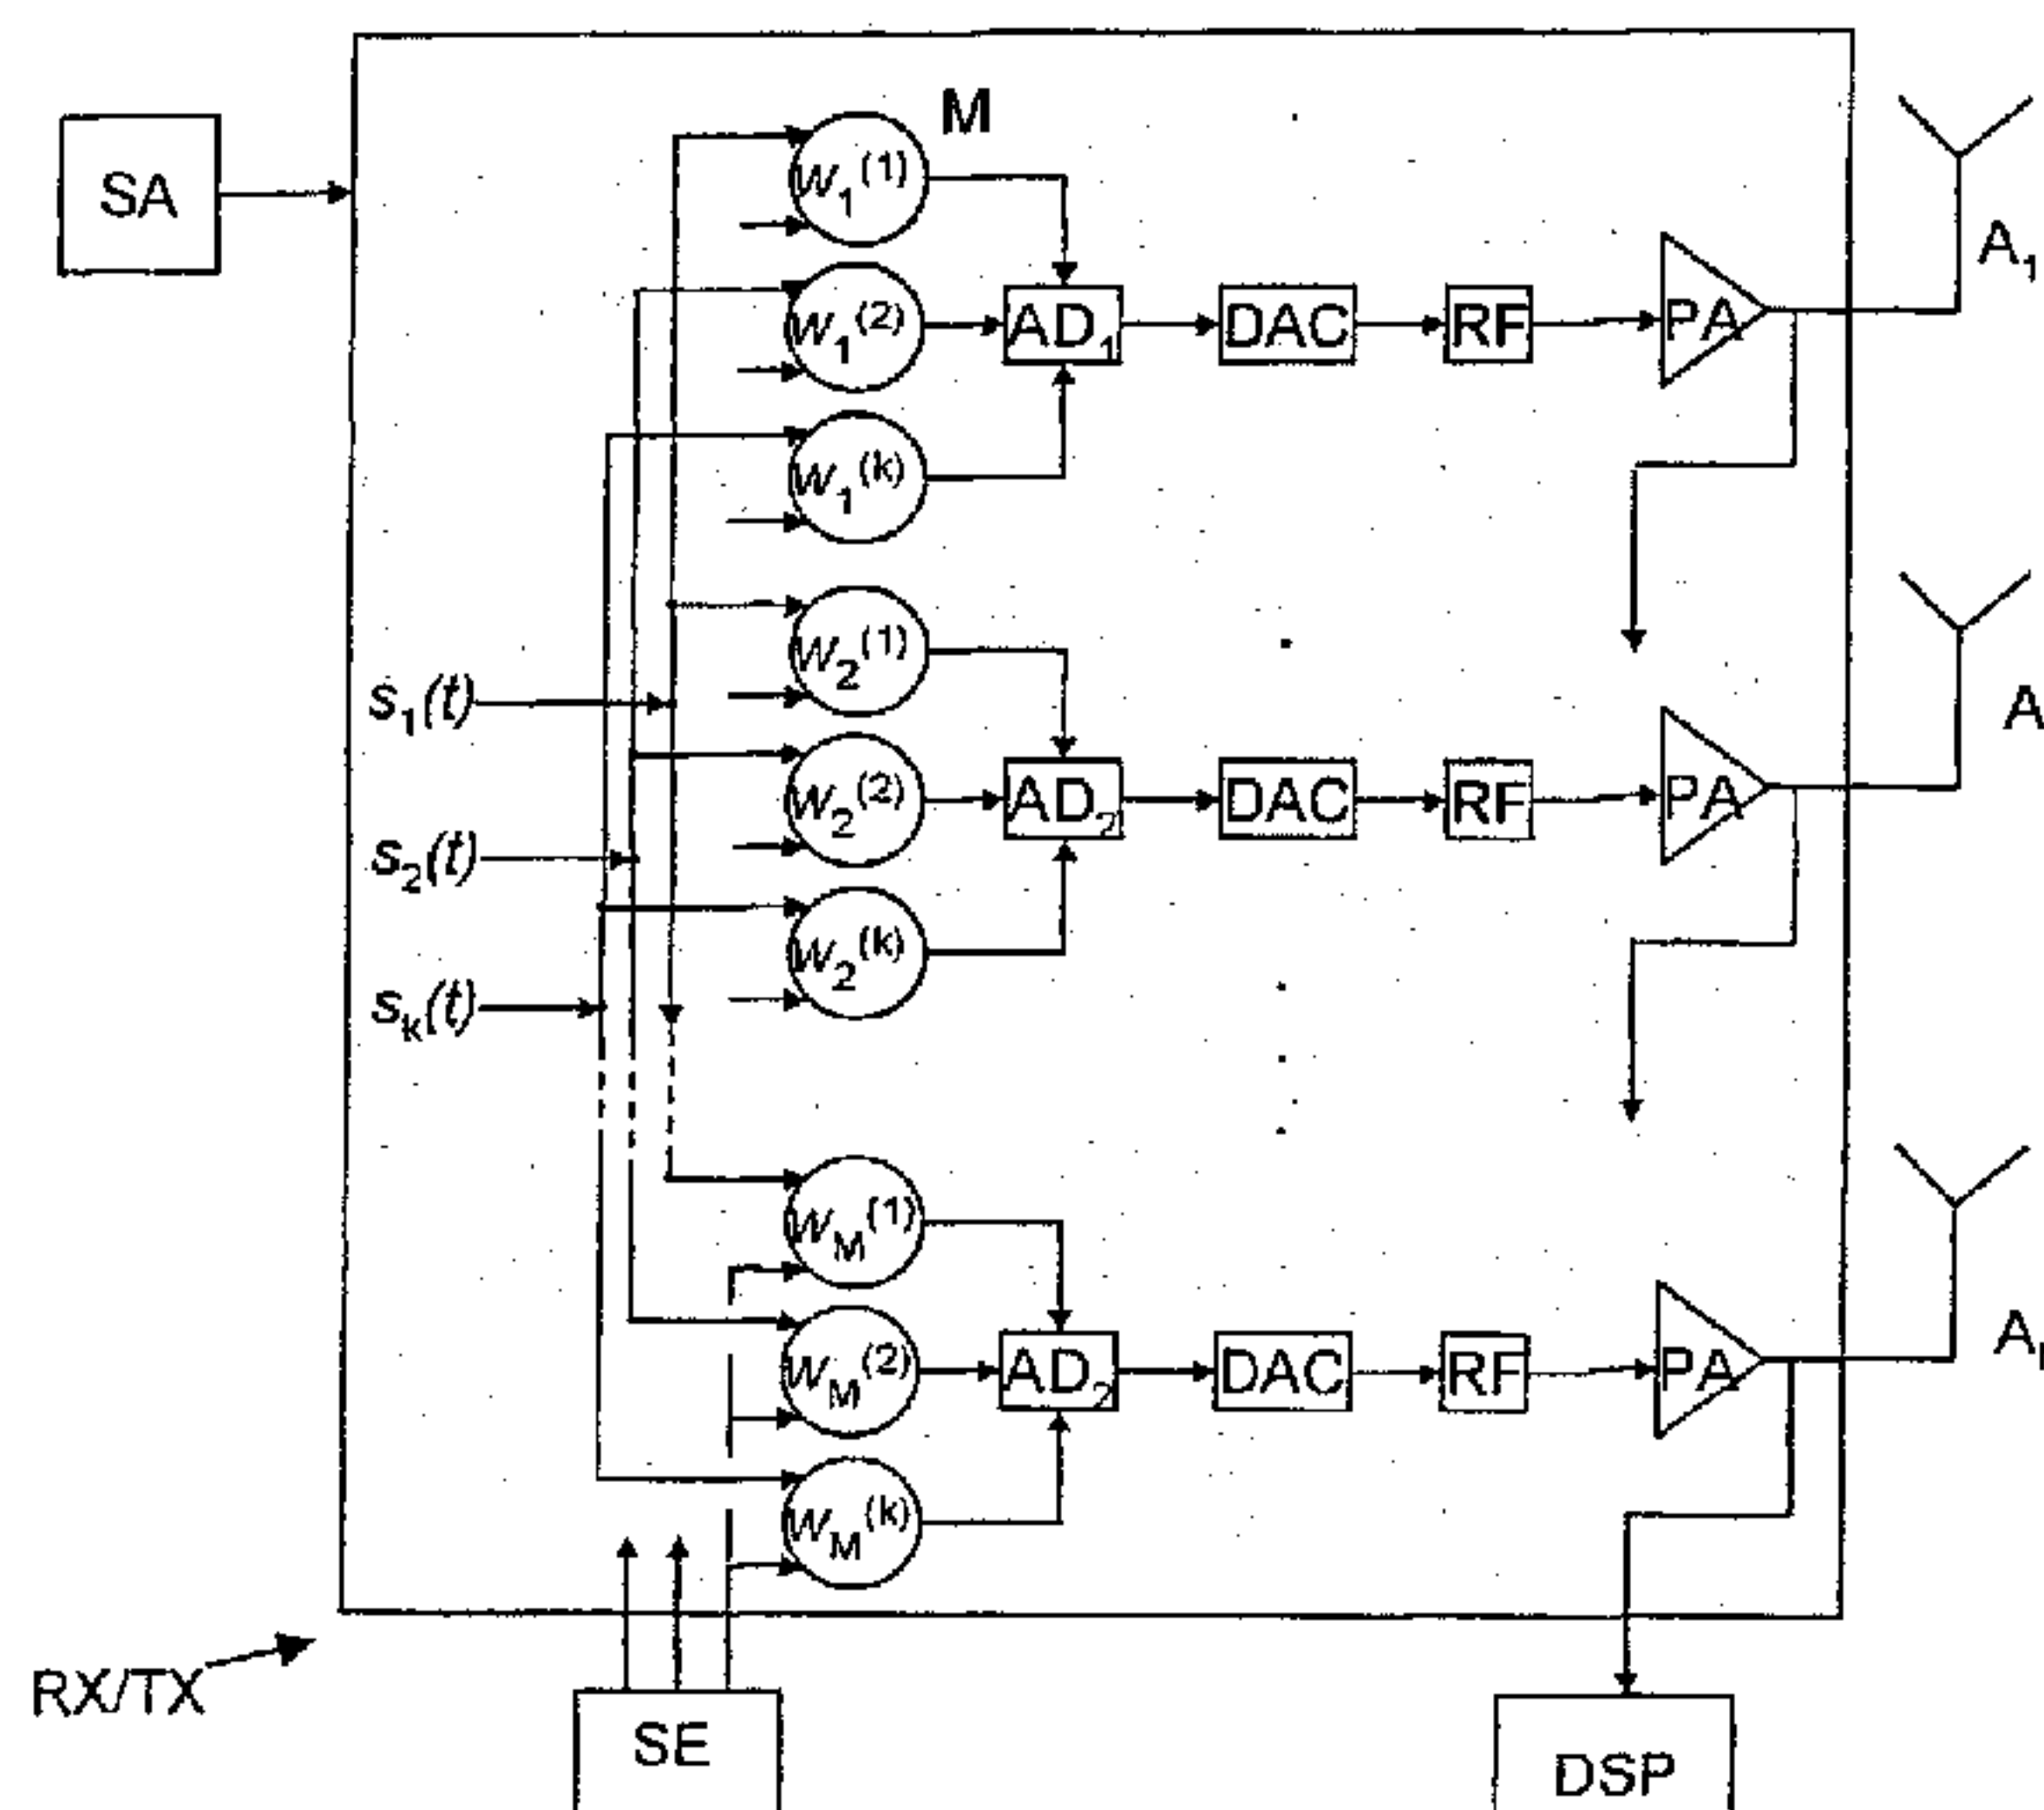 M
SA
w1(1)
A1
w1(2)
AD1
DAC
RF
PA
w1(k)
w2(1)
s1(t)
A
w2(2)
AD2
DAC
RF
PA
s2(t)
w2(k)
sk(t)
wM(1)
A
wM(2)
AD2
DAC
RF
PA
wM(k)
RX/TX
SE
DSP